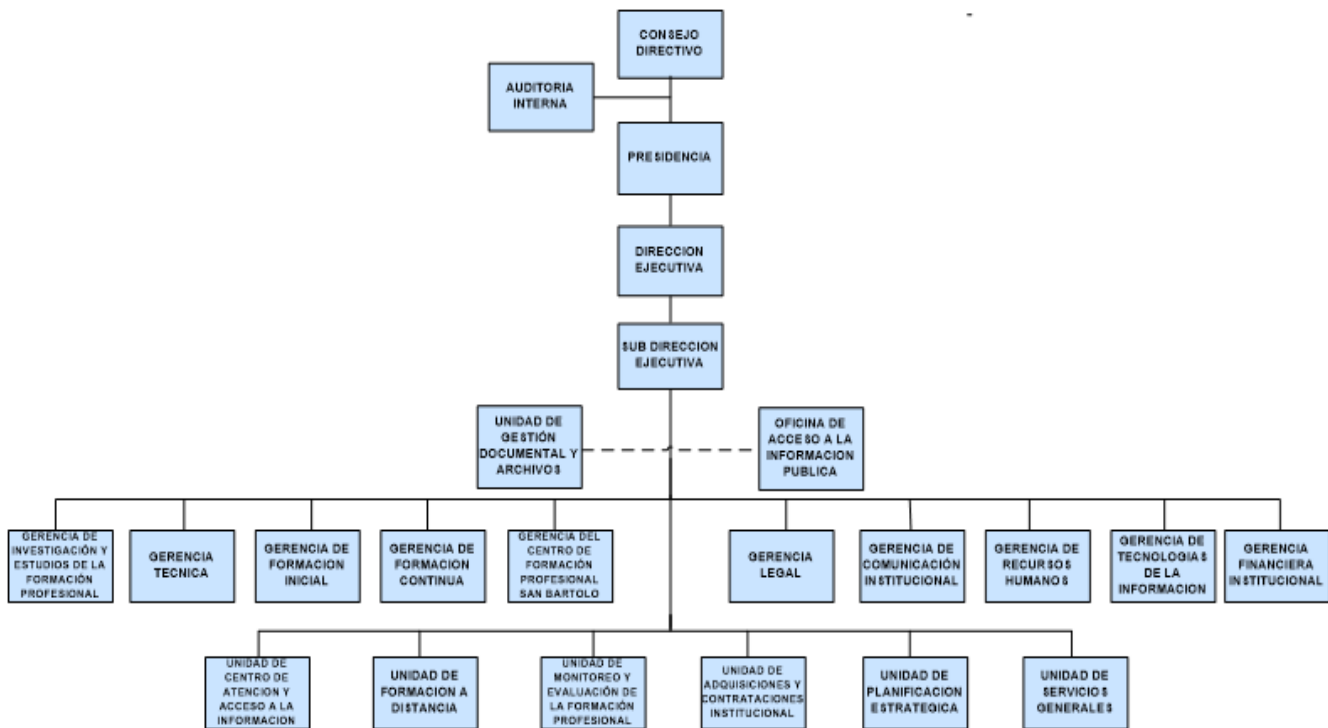 CONSEJO
DIRECTIVO
AUDITORIA
INTERNA
PRESIDENCIA
DIRECCION
EJECUTIVA
SUB DIRECCION
EJECUTIVA
UNIDAD DE
GESTIÓN
DOCUMENTAL Y
ARCHIVOS
OFICINA DE
ACCESO A LA
INFORMACION
PUBLICA
GERENCIA DE
INVESTIGACIÓN Y
ESTUDIOS DE LA
FORMACIÓN
PROFESIONAL
GERENCIA
TECNICA
GERENCIA DE
FORMACION
INICIAL
GERENCIA DE
FORMACION
CONTINUA
GERENCIA DEL
CENTRO DE
FORMACIÓN
PROFESIONAL
SAN BARTOLO
GERENCIA
LEGAL
GERENCIA DE
COMUNICACIÓN
INSTITUCIONAL
GERENCIA DE
RECURSOS
HUMANOS
GERENCIA DE
TECNOLOGIAS
DE LA
INFORMACION
GERENCIA
FINANCIERA
INSTITUCIONAL
UNIDAD DE
CENTRO DE
ATENCION Y
ACCESO A LA
INFORMACION
UNIDAD DE
FORMACION A
DISTANCIA
UNIDAD DE
MONITOREO Y
EVALUACIÓN DE
LA FORMACIÓN
PROFESIONAL
UNIDAD DE
ADQUISICIONES Y
CONTRATACIONES
INSTITUCIONAL
UNIDAD DE
PLANIFICACION
ESTRATEGICA
UNIDAD DE
SERVICIOS
GENERALES